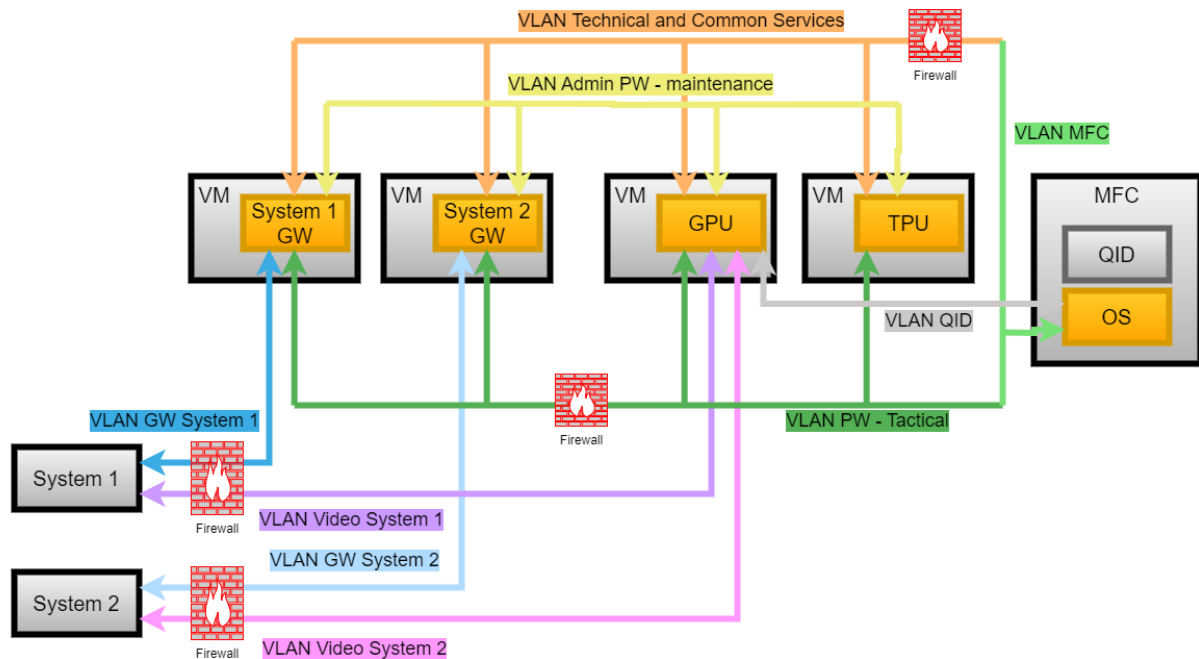 VLAN Technical and Common Services
Firewall
VLAN Admin PW - maintenance
VLAN MFC
VM
System 1
GW
VM
System 2
GW
VM
GPU
VM
TPU
MFC
QID
OS
VLAN QID
VLAN GW System 1
Firewall
VLAN PW - Tactical
System 1
Firewall
VLAN Video System 1
VLAN GW System 2
System 2
Firewall
VLAN Video System 2